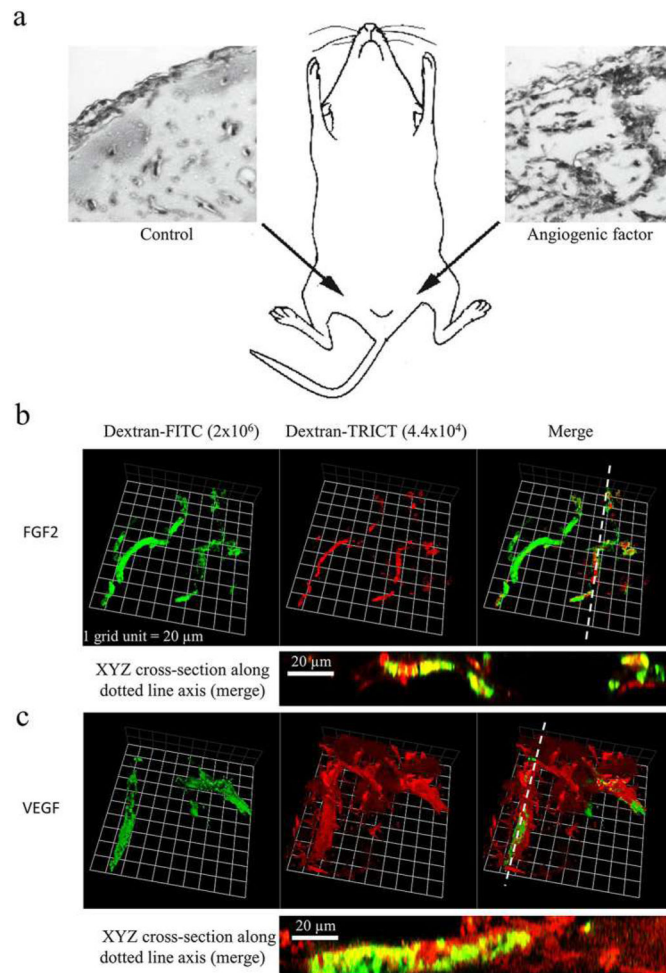 a
Control
Angiogenic factor
b
Dextran-FITC (2x10⁶)
Dextran-TRICT (4.4x10⁴)
Merge
FGF2
1 grid unit = 20 µm
XYZ cross-section along
dotted line axis (merge)
20 µm
c
VEGF
XYZ cross-section along
dotted line axis (merge)
20 µm